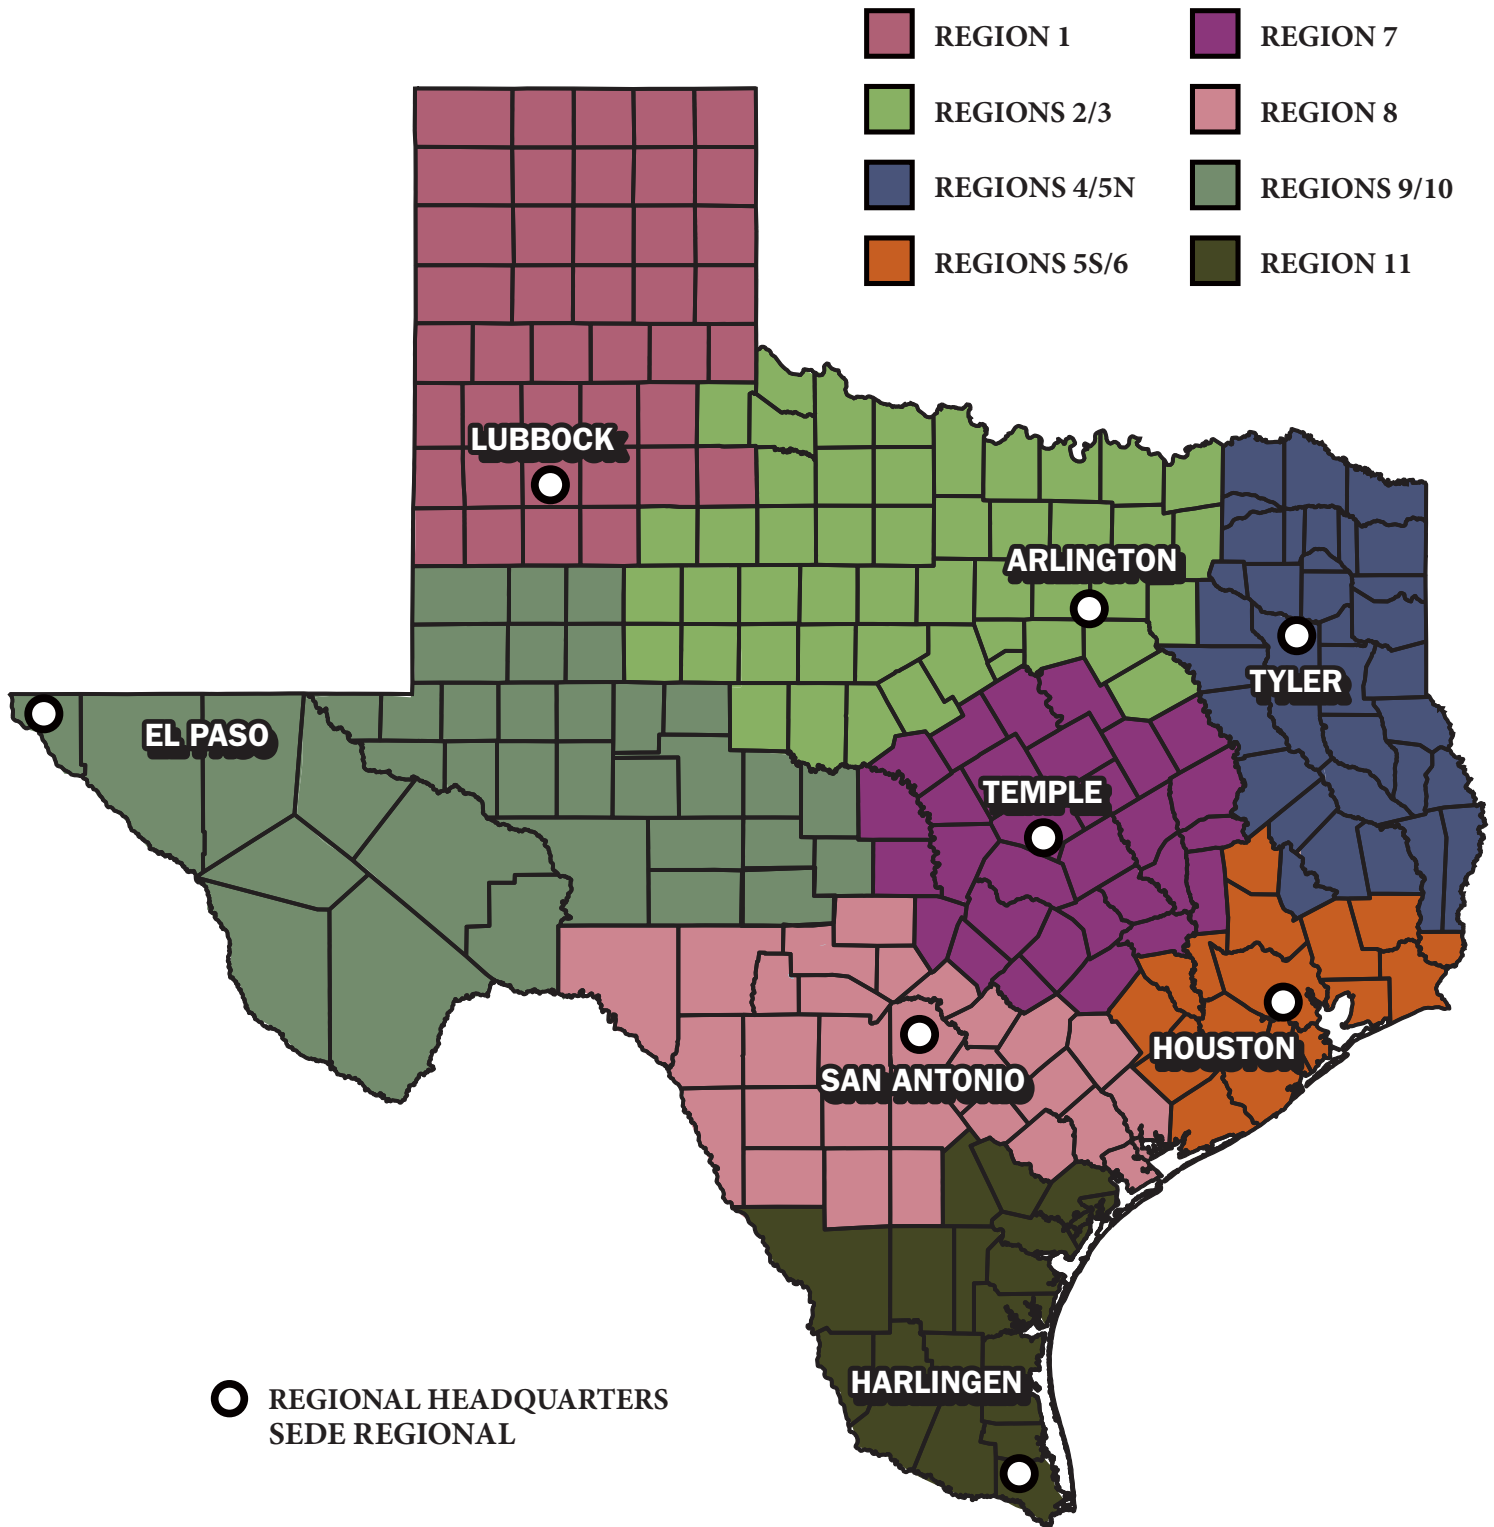 REGION 1
REGION 7
REGIONS 2/3
REGION 8
REGIONS 4/5N
REGIONS 9/10
REGIONS 5S/6
REGION 11
LUBBOCK
ARLINGTON
TYLER
EL PASO
TEMPLE
HOUSTON
SAN ANTONIO
HARLINGEN
REGIONAL HEADQUARTERS
SEDE REGIONAL